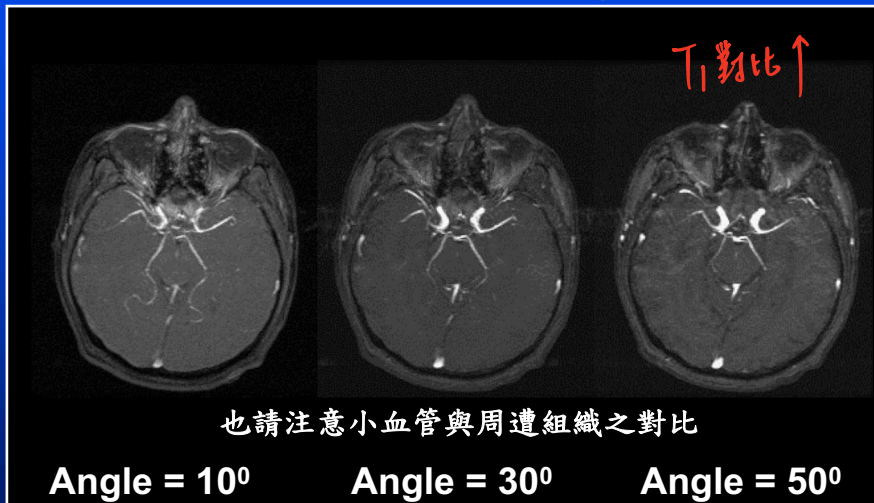 T₁對比↑
也請注意小血管與周遭組織之對比
Angle = 10⁰
Angle = 30⁰
Angle = 50⁰